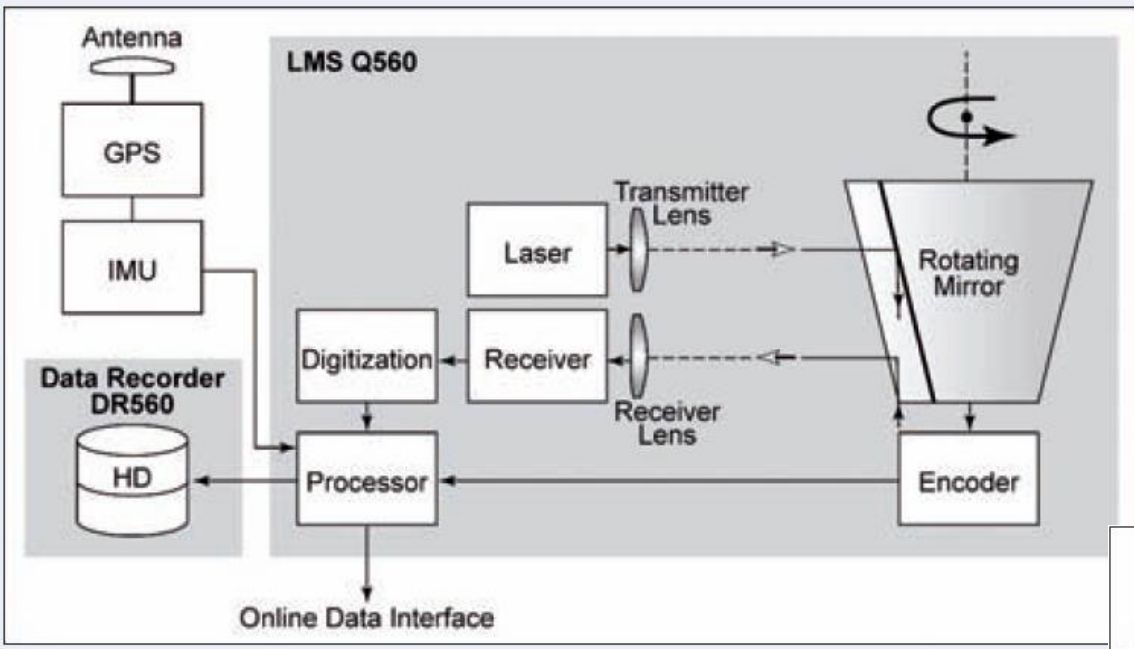 Antenna
LMS Q560
GPS
Transmitter
Lens
Laser
IMU
Rotating
Mirror
Digitization
Receiver
Data Recorder
DR560
Receiver
Lens
HD
Processor
Encoder
Online Data Interface